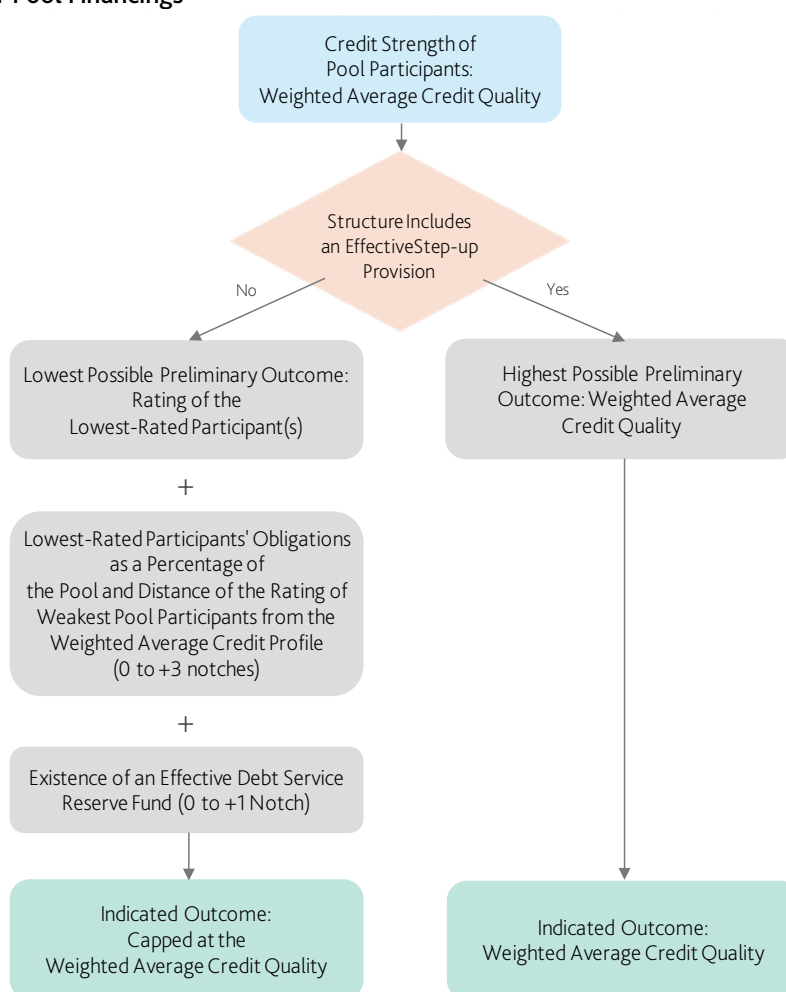 Pool Financings
Credit Strength of
Pool Participants:
Weighted Average Credit Quality
Structure Includes
an EffectiveStep-up
Provision
No
Yes
Lowest Possible Preliminary Outcome:
Rating of the
Lowest-Rated Participant(s)
Highest Possible Preliminary
Outcome: Weighted Average
Credit Quality
+
Lowest-Rated Participants' Obligations
as a Percentage of
the Pool and Distance of the Rating of
Weakest Pool Participants from the
Weighted Average Credit Profile
(0 to +3 notches)
+
Existence of an Effective Debt Service
Reserve Fund (0 to +1 Notch)
Indicated Outcome:
Capped at the
Weighted Average Credit Quality
Indicated Outcome:
Weighted Average Credit Quality